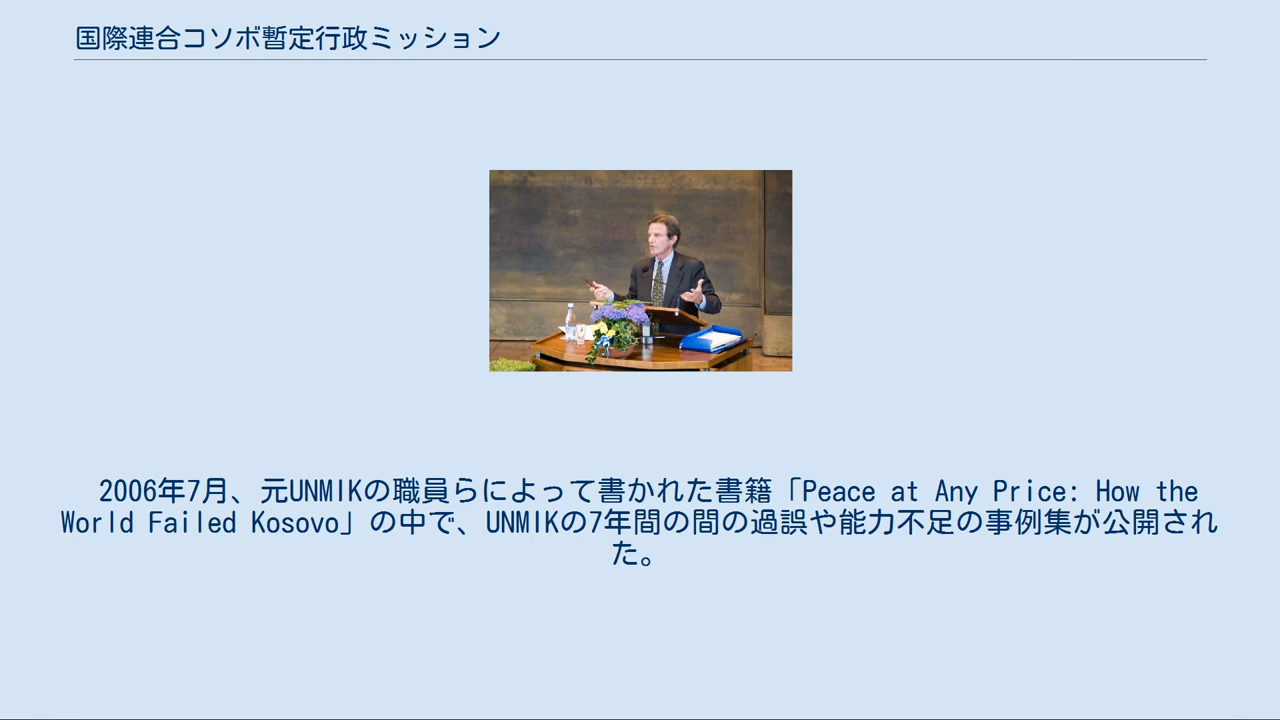 国際連合コソボ暫定行政ミッション
2006年7月、元UNMIKの職員らによって書かれた書籍「Peace at Any Price: How the
World Failed Kosovo」の中で、UNMIKの7年間の間の過誤や能力不足の事例集が公開され
た。